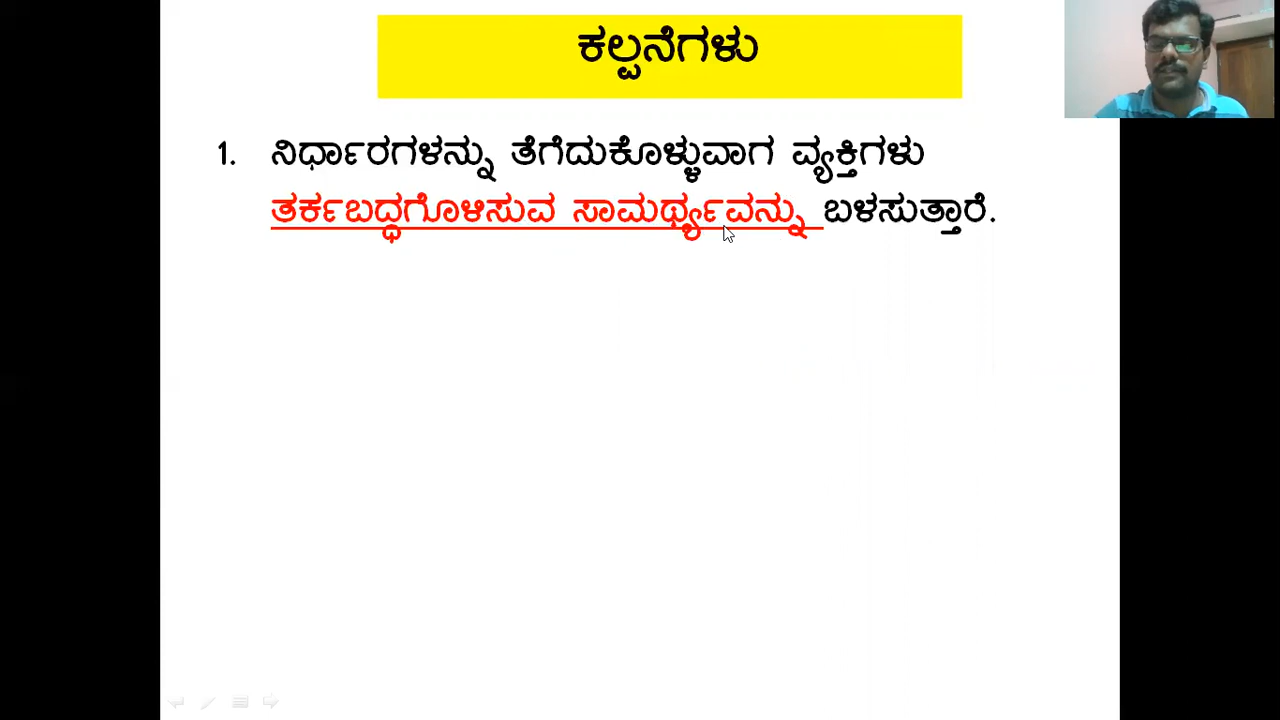 ಕಲ್ಪನೆಗಳು
1. ನಿರ್ಧಾರಗಳನ್ನು ತೆಗೆದುಕೊಳ್ಳುವಾಗ ವ್ಯಕ್ತಿಗಳು
ತರ್ಕಬದ್ಧಗೊಳಿಸುವ ಸಾಮರ್ಥ್ಯವನ್ನು ಬಳಸುತ್ತಾರೆ.